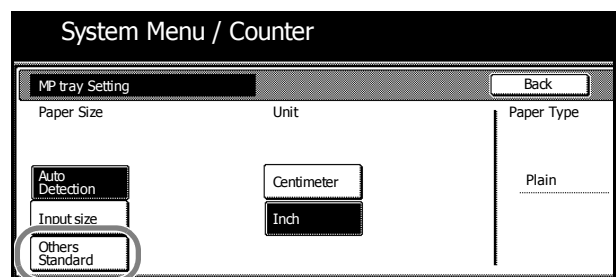 System Menu / Counter
MP tray Setting
Back
Paper Size
Unit
Paper Type
Auto
Detection
Centimeter
Plain
Input size
Inch
Others
Standard